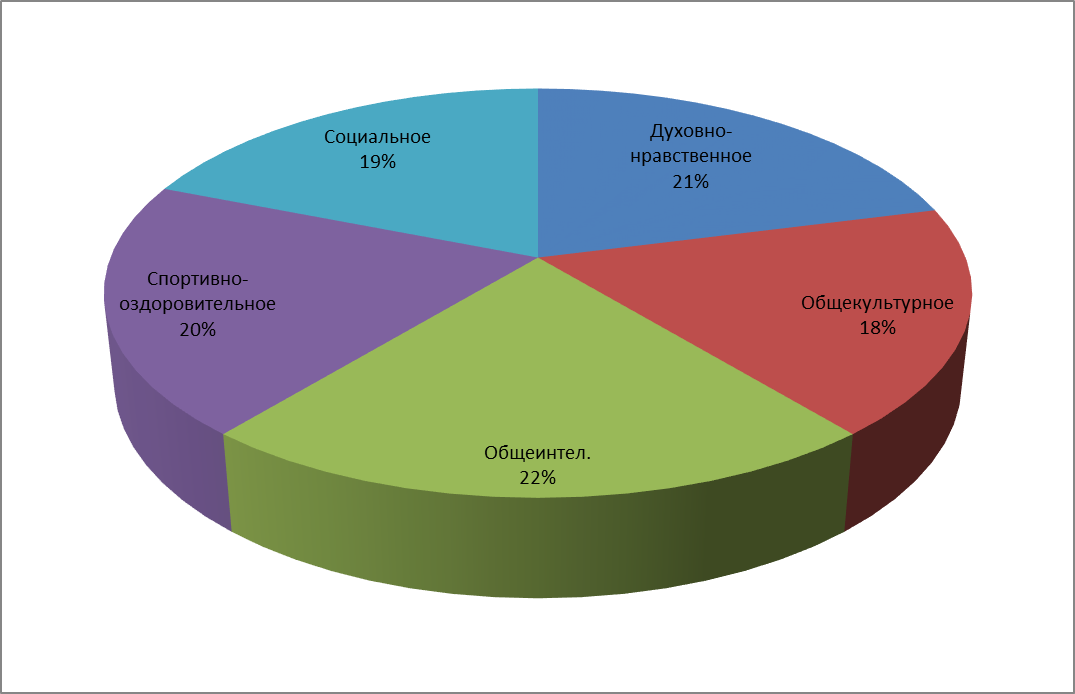 Социальное
19%
Духовно-
нравственное
21%
Спортивно-
оздоровительное
20%
Общекультурное
18%
Общеинтел.
22%